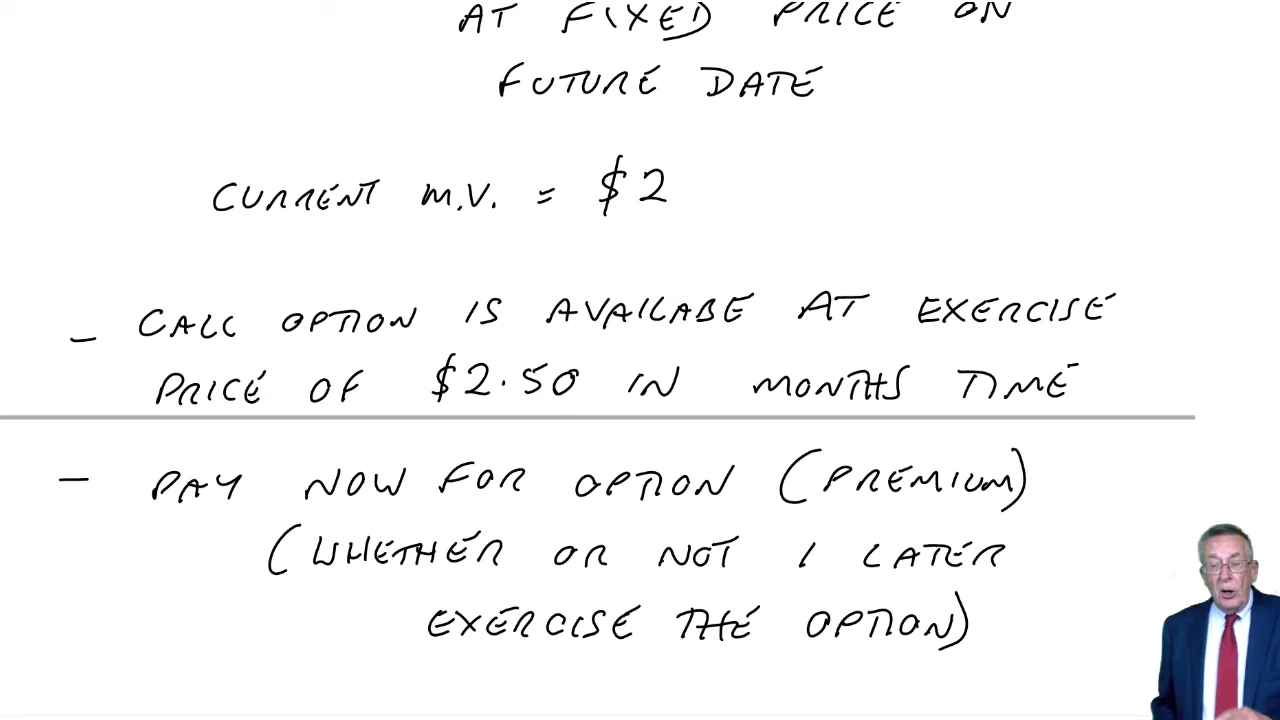 AT FIXED PRICE ON
FUTURE DATE
CURRENT M.V. = $2
- CALL OPTION IS AVAILABE AT EXERCISE
PRICE OF $2.50 IN MONTHS TIME
- PAY NOW FOR OPTION (PREMIUM)
(WHETHER OR NOT I LATER
EXERCISE THE OPTION)